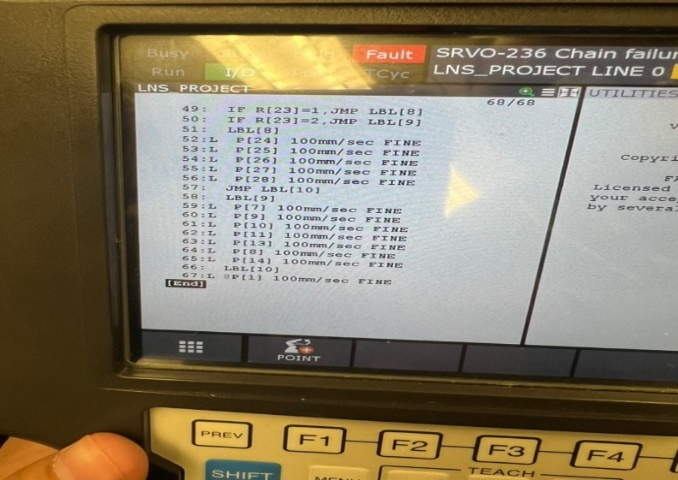 Busy
Fault
SRVO-236 Chain failur
Run
I/O
TCyc
LNS_PROJECT LINE 0
LNS_PROJECT
UTILITIES
68/68
49: IF R[23]=1,JMP LBL[8]
50: IF R[23]=2,JMP LBL[9]
51: LBL[8]
52:L P[24] 100mm/sec FINE
53:L P[25] 100mm/sec FINE
54:L P[26] 100mm/sec FINE
55:L P[27] 100mm/sec FINE
56:L P[28] 100mm/sec FINE
57: JMP LBL[10]
58: LBL[9]
59:L P[7] 100mm/sec FINE
60:L P[9] 100mm/sec FINE
61:L P[10] 100mm/sec FINE
62:L P[11] 100mm/sec FINE
63:L P[13] 100mm/sec FINE
64:L P[8] 100mm/sec FINE
65:L P[14] 100mm/sec FINE
66: LBL[10]
67:L @P[1] 100mm/sec FINE
[End]
V
Copyri
FA
Licensed
your acce
by severa
POINT
PREV
F1
F2
F3
F4
SHIFT
MENU
TEACH